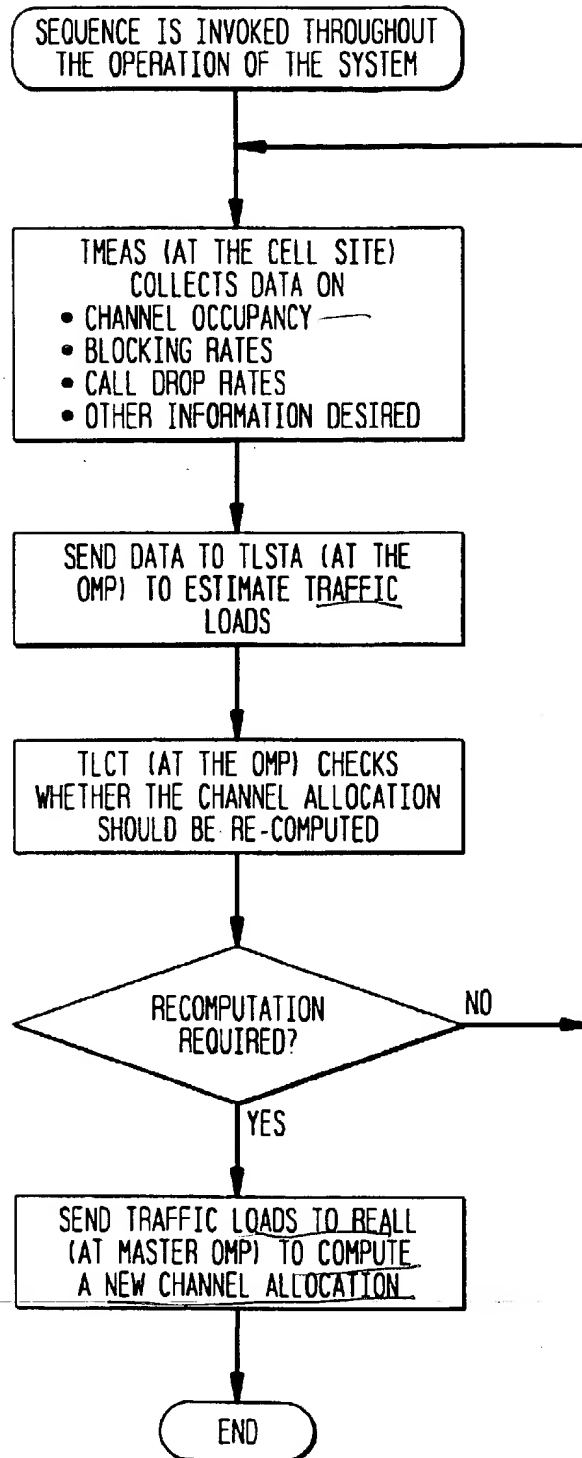 SEQUENCE IS INVOKED THROUGHOUT
THE OPERATION OF THE SYSTEM
TMEAS (AT THE CELL SITE)
COLLECTS DATA ON
• CHANNEL OCCUPANCY
• BLOCKING RATES
• CALL DROP RATES
• OTHER INFORMATION DESIRED
SEND DATA TO TLSTA (AT THE
OMP) TO ESTIMATE TRAFFIC
LOADS
TLCT (AT THE OMP) CHECKS
WHETHER THE CHANNEL ALLOCATION
SHOULD BE RE-COMPUTED
RECOMPUTATION
REQUIRED?
NO
YES
SEND TRAFFIC LOADS TO REALL
(AT MASTER OMP) TO COMPUTE
A NEW CHANNEL ALLOCATION
END